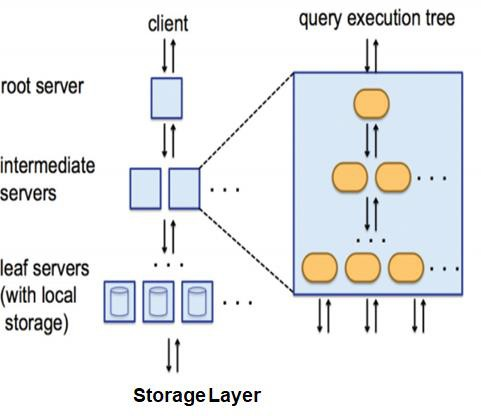 client
query execution tree
root server
intermediate
servers
. . .
. . .
. . .
. . .
leaf servers
(with local
storage)
. . .
. . .
Storage Layer